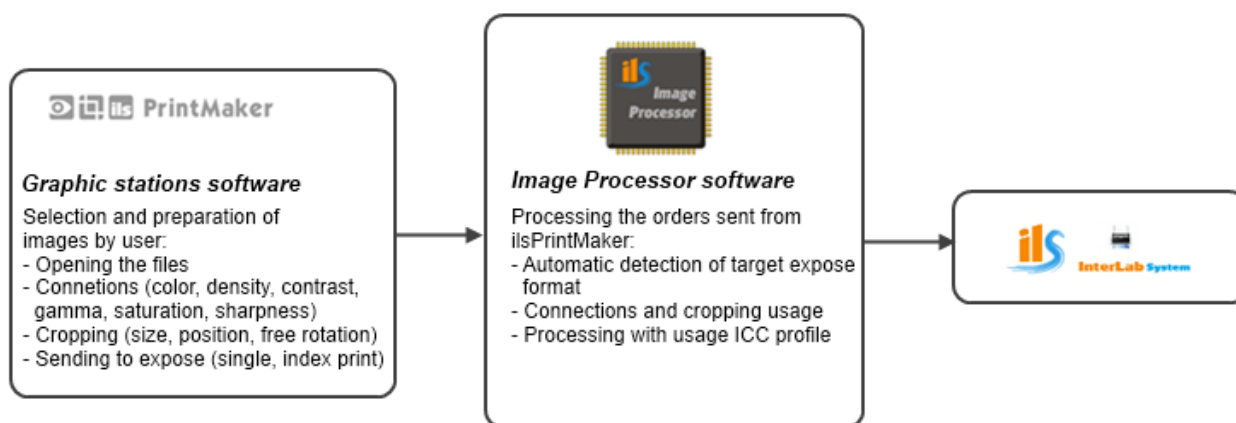 ils PrintMaker
Graphic stations software
Selection and preparation of
images by user:
- Opening the files
- Connetions (color, density, contrast,
gamma, saturation, sharpness)
- Cropping (size, position, free rotation)
- Sending to expose (single, index print)
ils
Image
Processor
Image Processor software
Processing the orders sent from
ilsPrintMaker:
- Automatic detection of target expose
format
- Connections and cropping usage
- Processing with usage ICC profile
ils
InterLab System